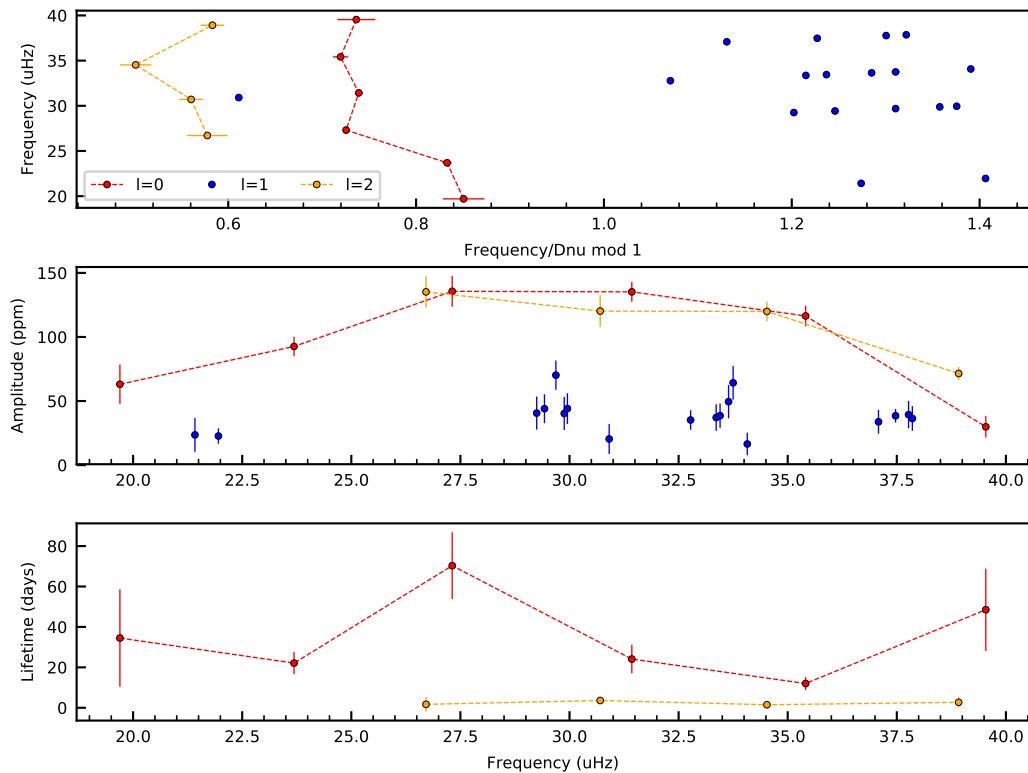 40
35
30
25
20
Frequency (uHz)
l=0 l=1 l=2
0.6 0.8 1.0 1.2 1.4
Frequency/Dnu mod 1
150
100
50
0
Amplitude (ppm)
20.0 22.5 25.0 27.5 30.0 32.5 35.0 37.5 40.0
80
60
40
20
0
Lifetime (days)
20.0 22.5 25.0 27.5 30.0 32.5 35.0 37.5 40.0
Frequency (uHz)